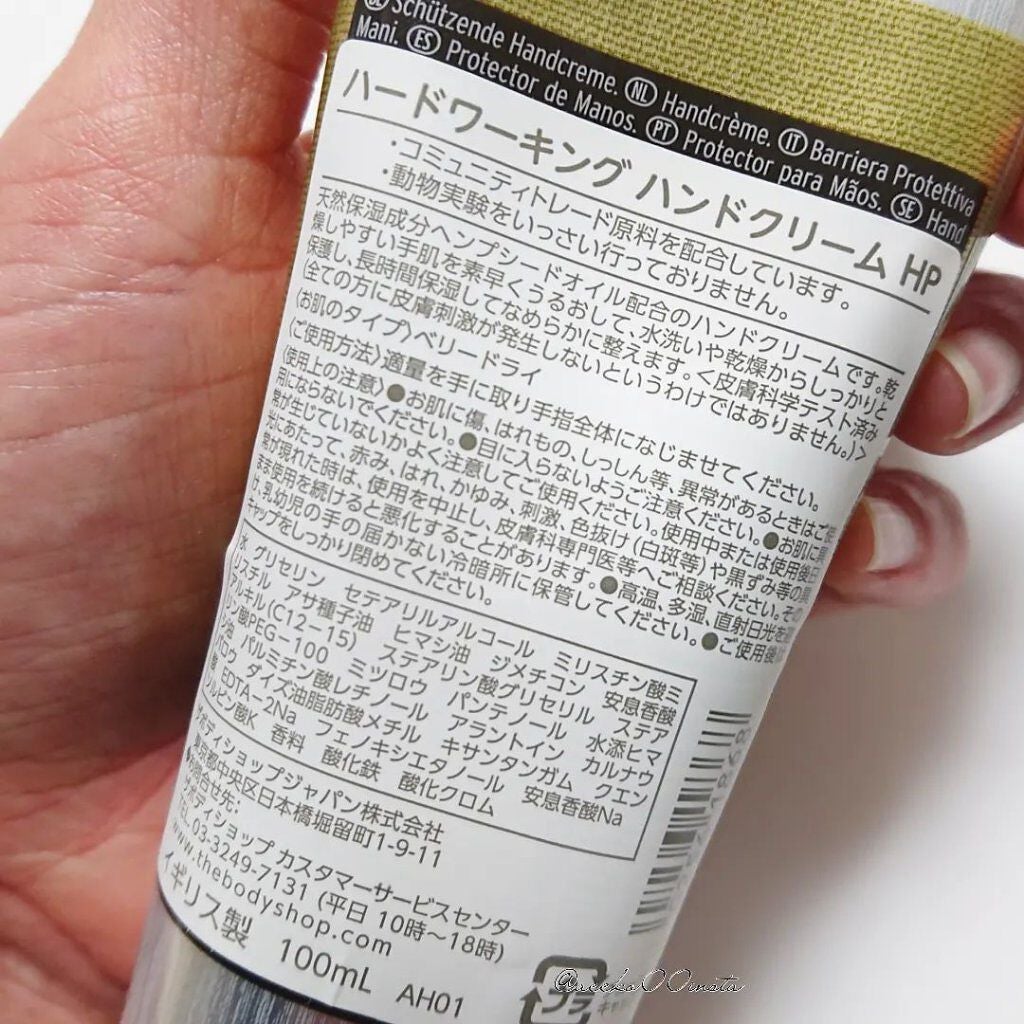 DE Schützende Handcreme. NL Handcrème. IT Barriera Protettiva
Mani. ES Protector de Manos. PT Protector para Mãos. SE Hand
ハードワーキング ハンドクリーム HP
・コミュニティトレード原料を配合しています。
・動物実験をいっさい行っておりません。
天然保湿成分ヘンプシードオイル配合のハンドクリームです。乾
燥しやすい手肌を素早くうるおして、水洗いや乾燥からしっかりと
保護し、長時間保湿してなめらかに整えます。<皮膚科学テスト済み
(全ての方に皮膚刺激が発生しないというわけではありません。)>
〈お肌のタイプ〉ベリードライ
〈ご使用方法〉適量を手に取り手指全体になじませてください。
〈使用上の注意〉●お肌に傷、はれもの、しっしん等、異常があるときはご使
用にならないでください。●目に入らないようご注意ください。●お肌に異
常が生じていないかよく注意してご使用ください。使用中または使用後日
光にあたって、赤み、はれ、かゆみ、刺激、色抜け(白斑等)や黒ずみ等の異
常が現れた時は、使用を中止し、皮膚科専門医等へご相談ください。その
まま使用を続けると悪化することがあります。●高温、多湿、直射日光を避
け、乳幼児の手の届かない冷暗所に保管してください。●ご使用後は
キャップをしっかり閉めてください。
水 グリセリン セテアリルアルコール ミリスチン酸ミ
リスチル アサ種子油 ヒマシ油 ジメチコン 安息香酸
アルキル(C12-15) ステアリン酸グリセリル ステア
リン酸PEG-100 ミツロウ パンテノール 水添ヒマ
シ油 パルミチン酸レチノール アラントイン カルナウ
バロウ ダイズ油脂肪酸メチル キサンタンガム クエン
酸 EDTA-2Na フェノキシエタノール 安息香酸Na
ソルビン酸K 香料 酸化鉄 酸化クロム
ザボディショップジャパン株式会社
東京都中央区日本橋堀留町1-9-11
お問合せ先:
ザボディショップ カスタマーサービスセンター
TEL 03-3249-7131 (平日 10時～18時)
www.thebodyshop.com
イギリス製 100mL AH01
プラ